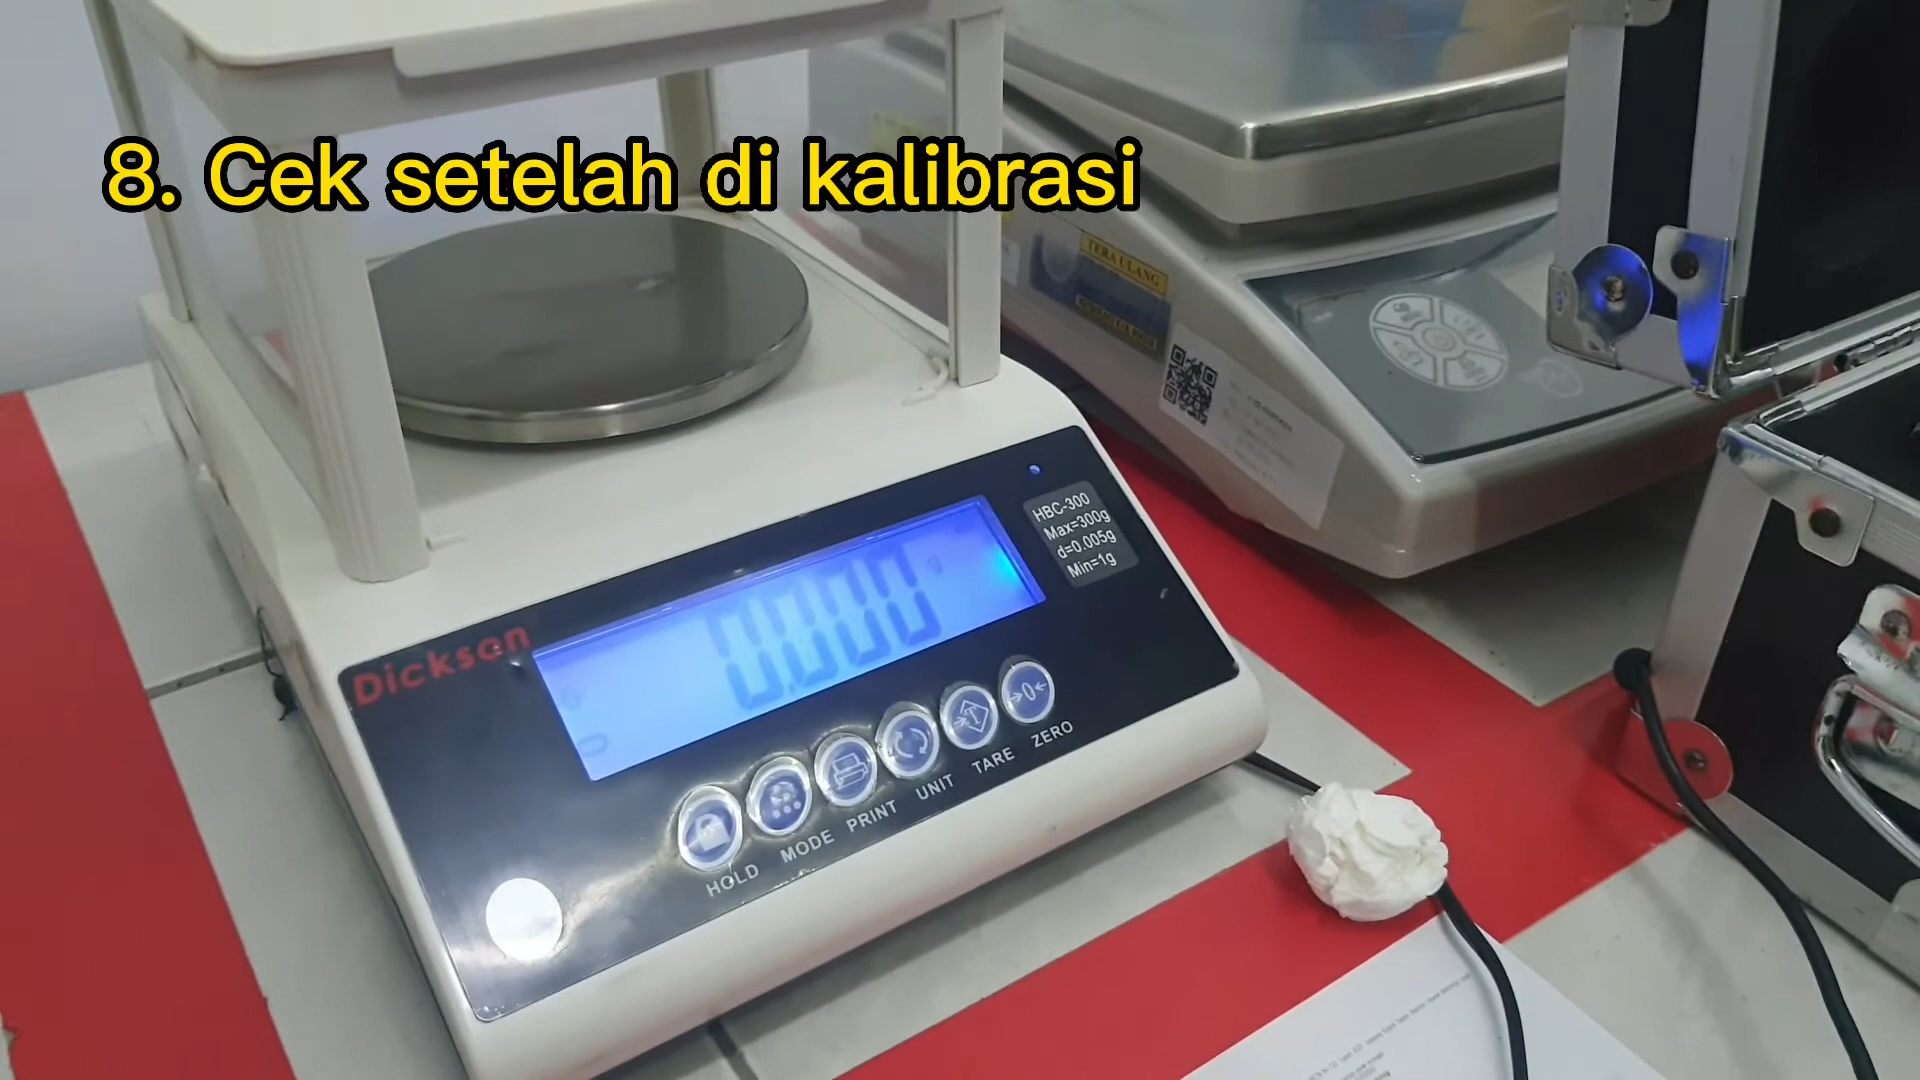 8. Cek setelah di kalibrasi
TERA ULANG
HBC-300
Max=300g
d=0.005g
Min=1g
Dickson
0.000 g
HOLD MODE PRINT UNIT TARE ZERO